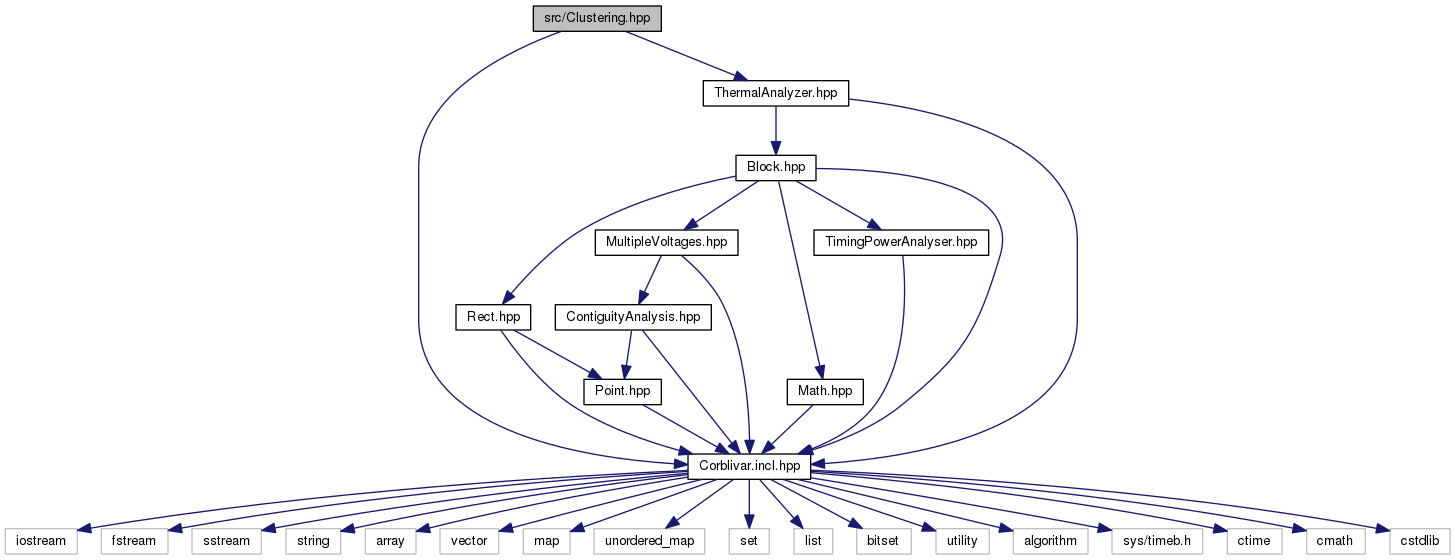 src/Clustering.hpp
ThermalAnalyzer.hpp
Block.hpp
MultipleVoltages.hpp
TimingPowerAnalyser.hpp
Rect.hpp
ContiguityAnalysis.hpp
Point.hpp
Math.hpp
Corblivar.incl.hpp
iostream
fstream
sstream
string
array
vector
map
unordered_map
set
list
bitset
utility
algorithm
sys/timeb.h
ctime
cmath
cstdlib